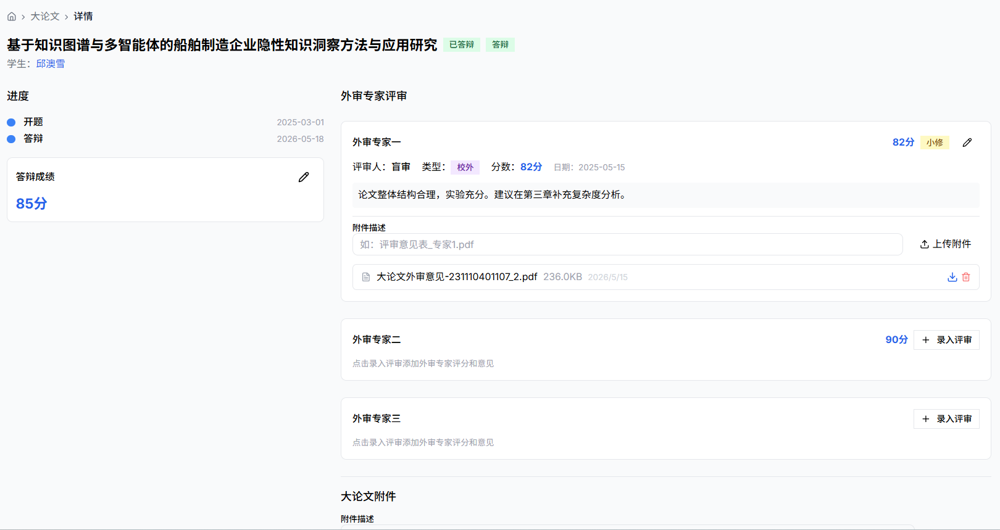 大论文 详情
基于知识图谱与多智能体的船舶制造企业隐性知识洞察方法与应用研究 已答辩 答辩
学生：邱澳雪
进度
开题 2025-03-01
答辩 2026-05-18
答辩成绩
85分
外审专家评审
外审专家一 82分 小修
评审人：盲审 类型：校外 分数：82分 日期：2025-05-15
论文整体结构合理，实验充分。建议在第三章补充复杂度分析。
附件描述
如：评审意见表_专家1.pdf 上传附件
大论文外审意见-231110401107_2.pdf 236.0KB 2026/5/15
外审专家二 90分 + 录入评审
点击录入评审添加外审专家评分和意见
外审专家三 + 录入评审
点击录入评审添加外审专家评分和意见
大论文附件
附件描述